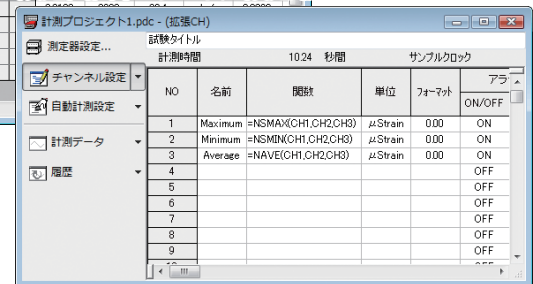 計測プロジェクト1.pdc - (拡張CH)
測定器設定...
チャンネル設定
自動計測設定
計測データ
履歴
試験タイトル
計測時間 10.24 秒間 サンプルクロック
NO 名前 関数 単位 フォーマット アラ
ON/OFF
1 Maximum =NSMAX(CH1,CH2,CH3) μStrain 0.00 ON
2 Minimum =NSMIN(CH1,CH2,CH3) μStrain 0.00 ON
3 Average =NAVE(CH1,CH2,CH3) μStrain 0.00 ON
4 OFF
5 OFF
6 OFF
7 OFF
8 OFF
9 OFF